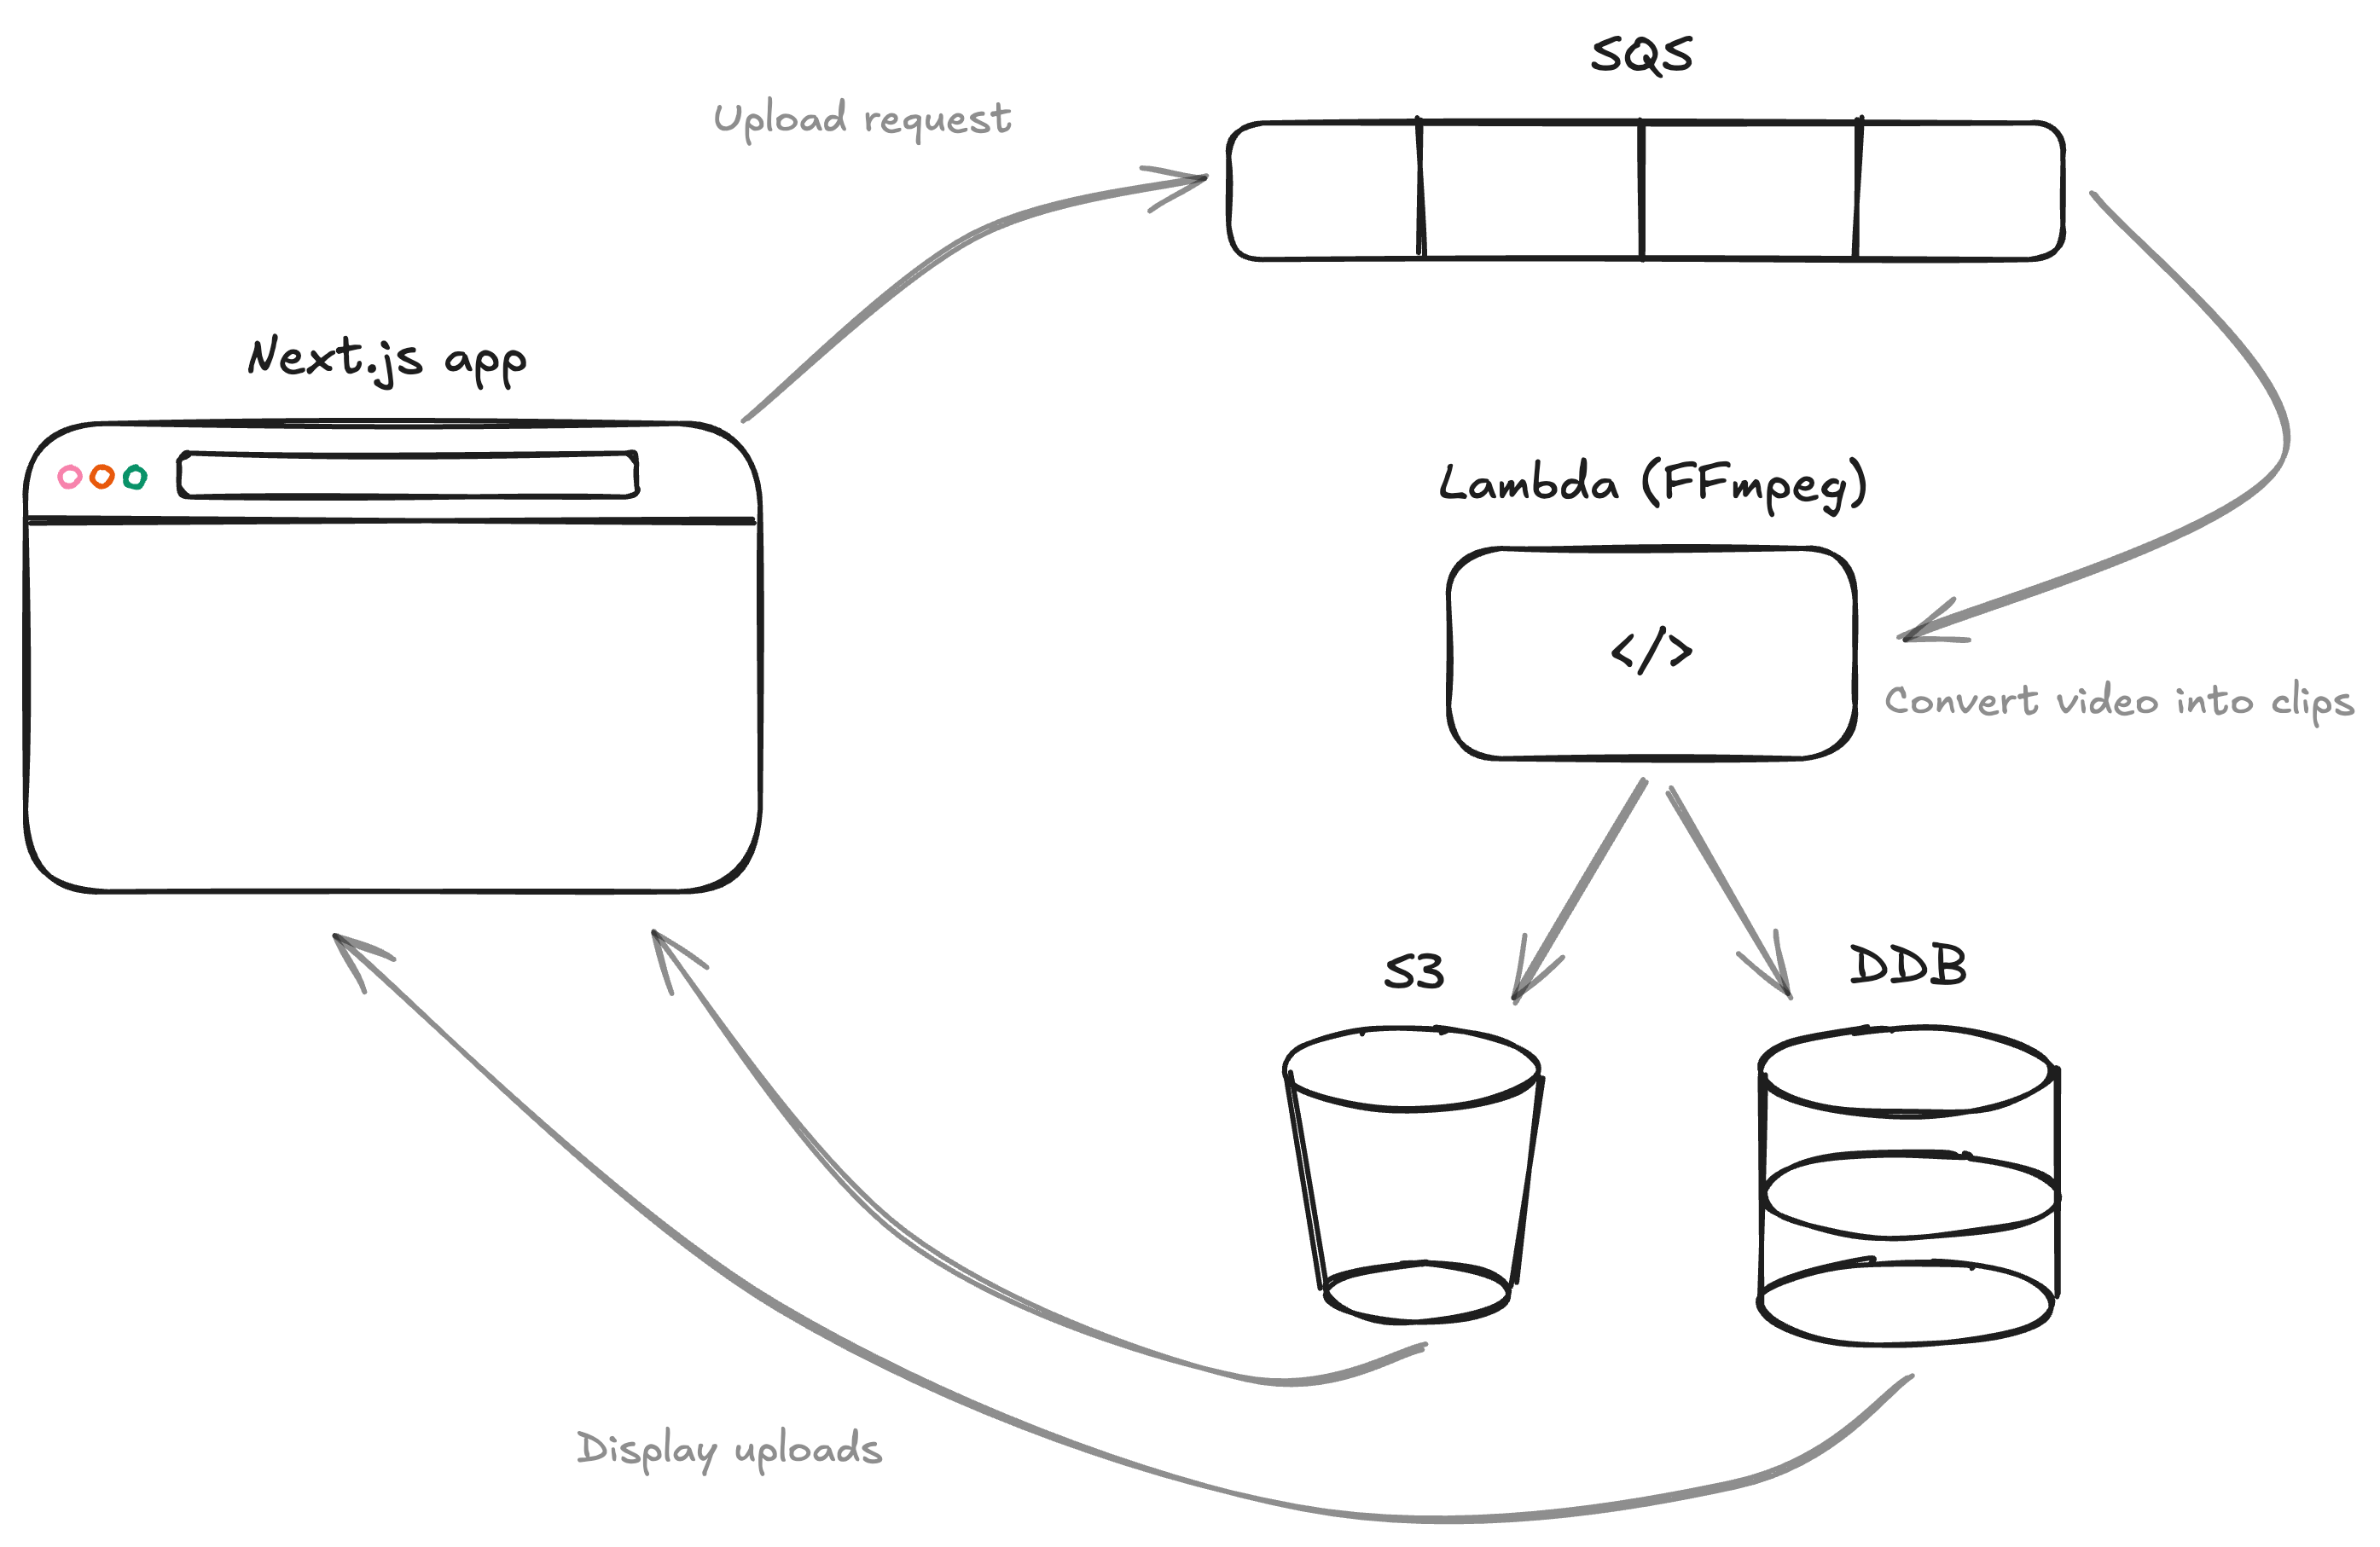 SQS
Upload request
Next.js app
Lambda (FFmpeg)
</>
Convert video into clips
S3
DDB
Display uploads